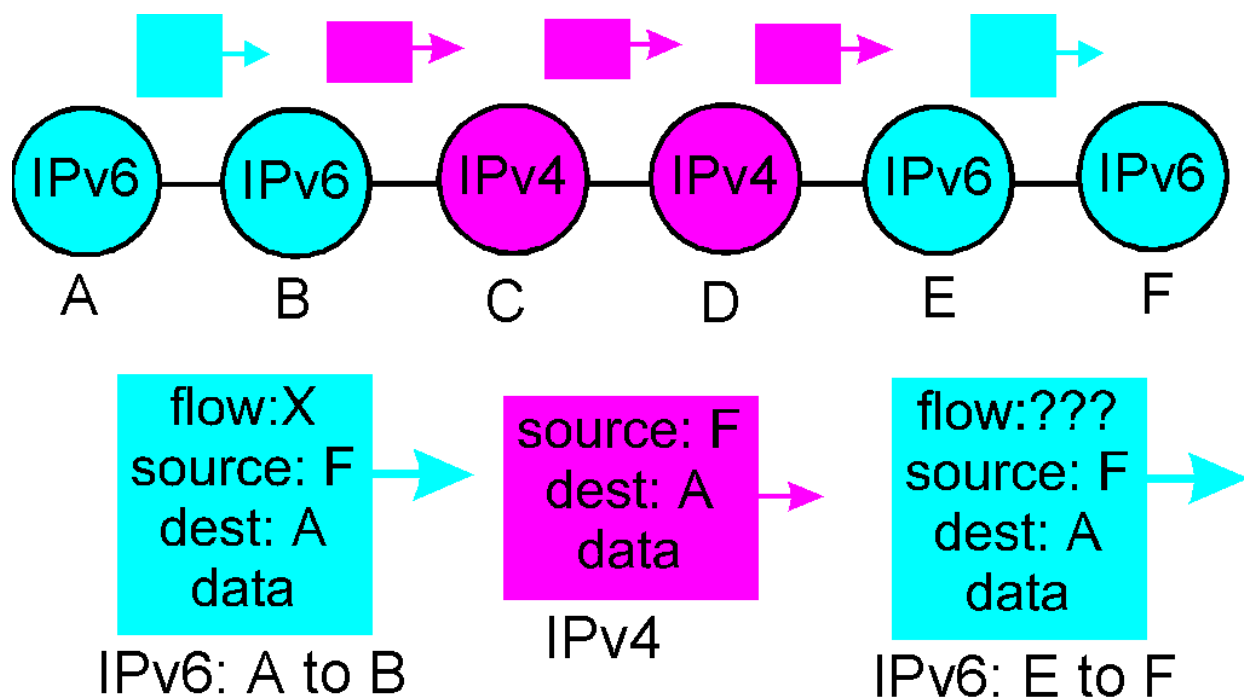 IPv6 IPv6 IPv4 IPv4 IPv6 IPv6
A B C D E F
flow:X
source: F
dest: A
data
IPv6: A to B
source: F
dest: A
data
IPv4
flow:???
source: F
dest: A
data
IPv6: E to F